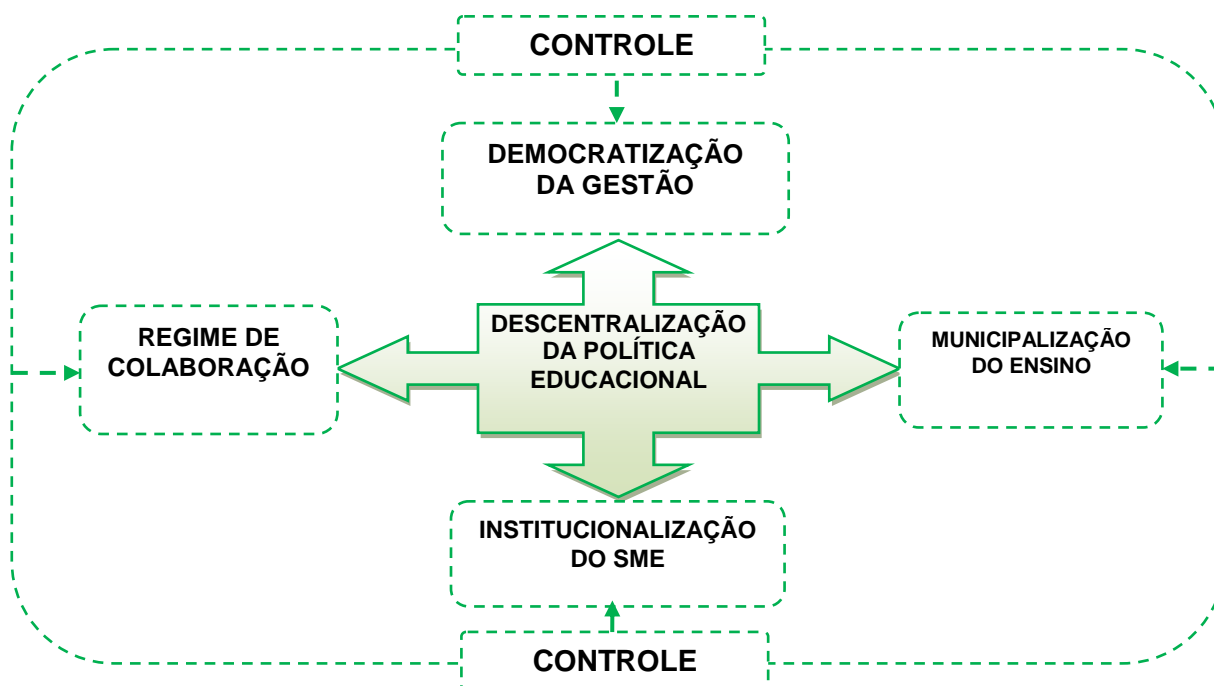 CONTROLE
DEMOCRATIZAÇÃO
DA GESTÃO
REGIME DE
COLABORAÇÃO
DESCENTRALIZAÇÃO
DA POLÍTICA
EDUCACIONAL
MUNICIPALIZAÇÃO
DO ENSINO
INSTITUCIONALIZAÇÃO
DO SME
CONTROLE